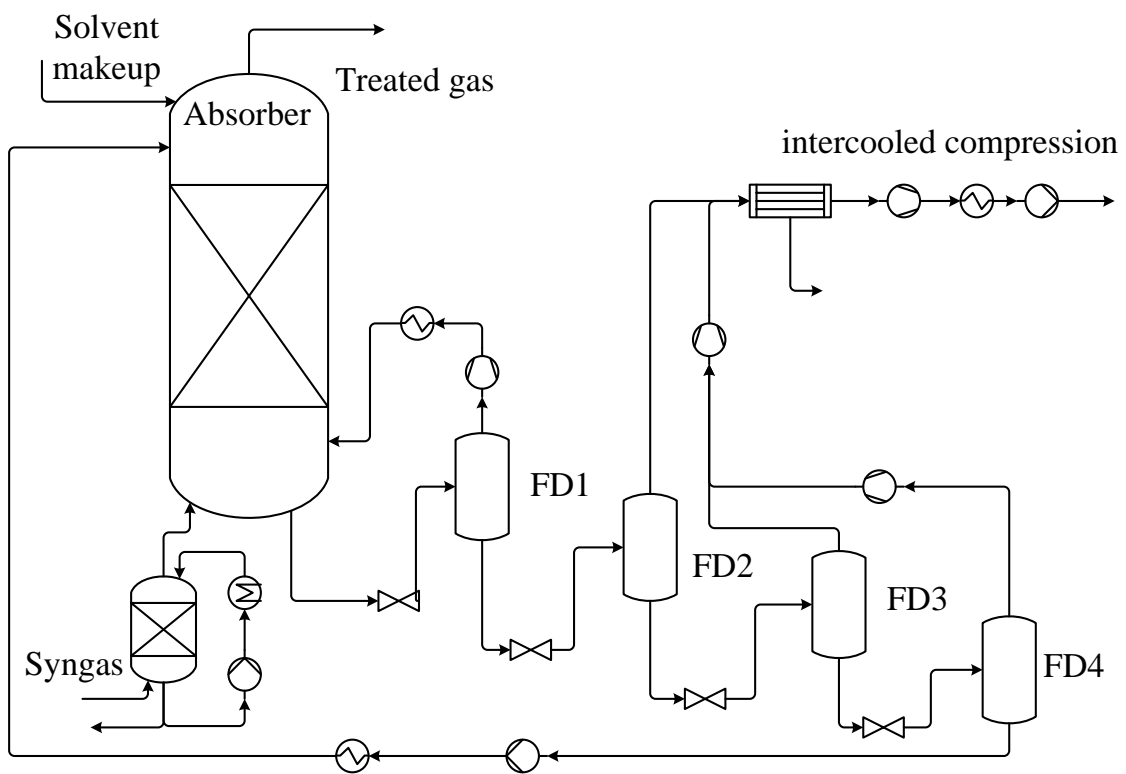 Solvent
makeup
Treated gas
Absorber
intercooled compression
FD1
FD2
FD3
Syngas
FD4